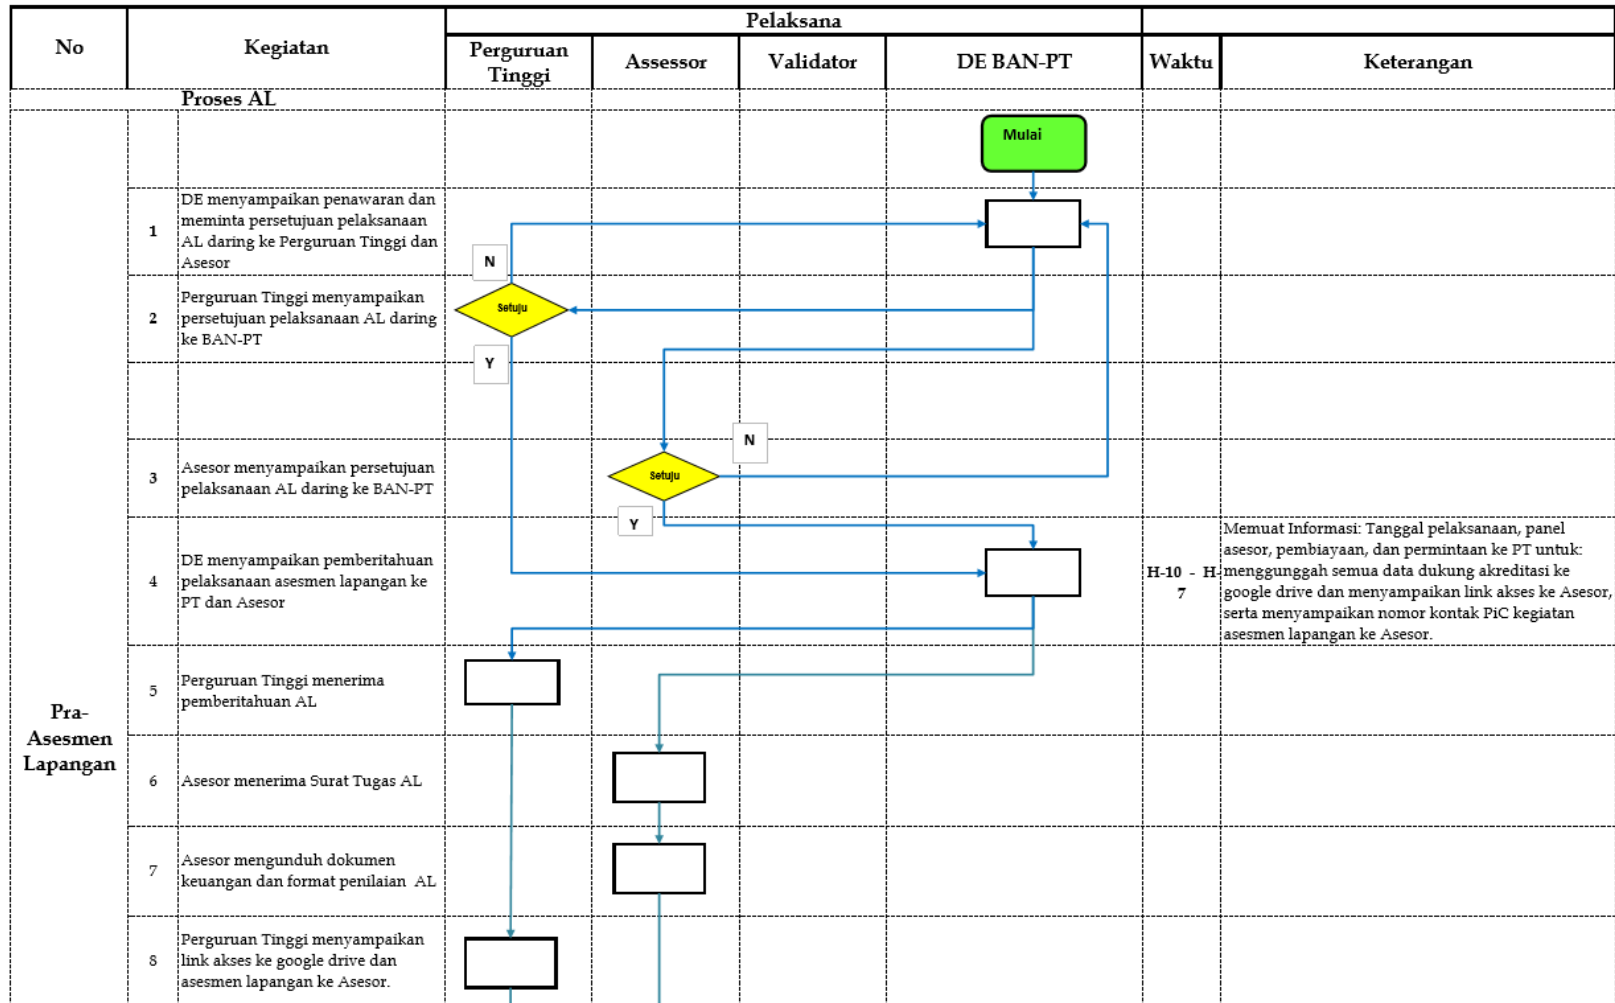 Pelaksana
No
Kegiatan
Perguruan
Tinggi
Assessor
Validator
DE BAN-PT
Waktu
Keterangan
Proses AL
Mulai
1
DE menyampaikan penawaran dan
meminta persetujuan pelaksanaan
AL daring ke Perguruan Tinggi dan
Asesor
N
2
Perguruan Tinggi menyampaikan
persetujuan pelaksanaan AL daring
ke BAN-PT
Setuju
Y
N
3
Asesor menyampaikan persetujuan
pelaksanaan AL daring ke BAN-PT
Setuju
Y
4
DE menyampaikan pemberitahuan
pelaksanaan asesmen lapangan ke
PT dan Asesor
H-10 - H-
7
Memuat Informasi: Tanggal pelaksanaan, panel
asesor, pembiayaan, dan permintaan ke PT untuk:
menggunggah semua data dukung akreditasi ke
google drive dan menyampaikan link akses ke Asesor,
serta menyampaikan nomor kontak PiC kegiatan
asesmen lapangan ke Asesor.
Pra-
Asesmen
Lapangan
5
Perguruan Tinggi menerima
pemberitahuan AL
6
Asesor menerima Surat Tugas AL
7
Asesor mengunduh dokumen
keuangan dan format penilaian AL
8
Perguruan Tinggi menyampaikan
link akses ke google drive dan
asesmen lapangan ke Asesor.